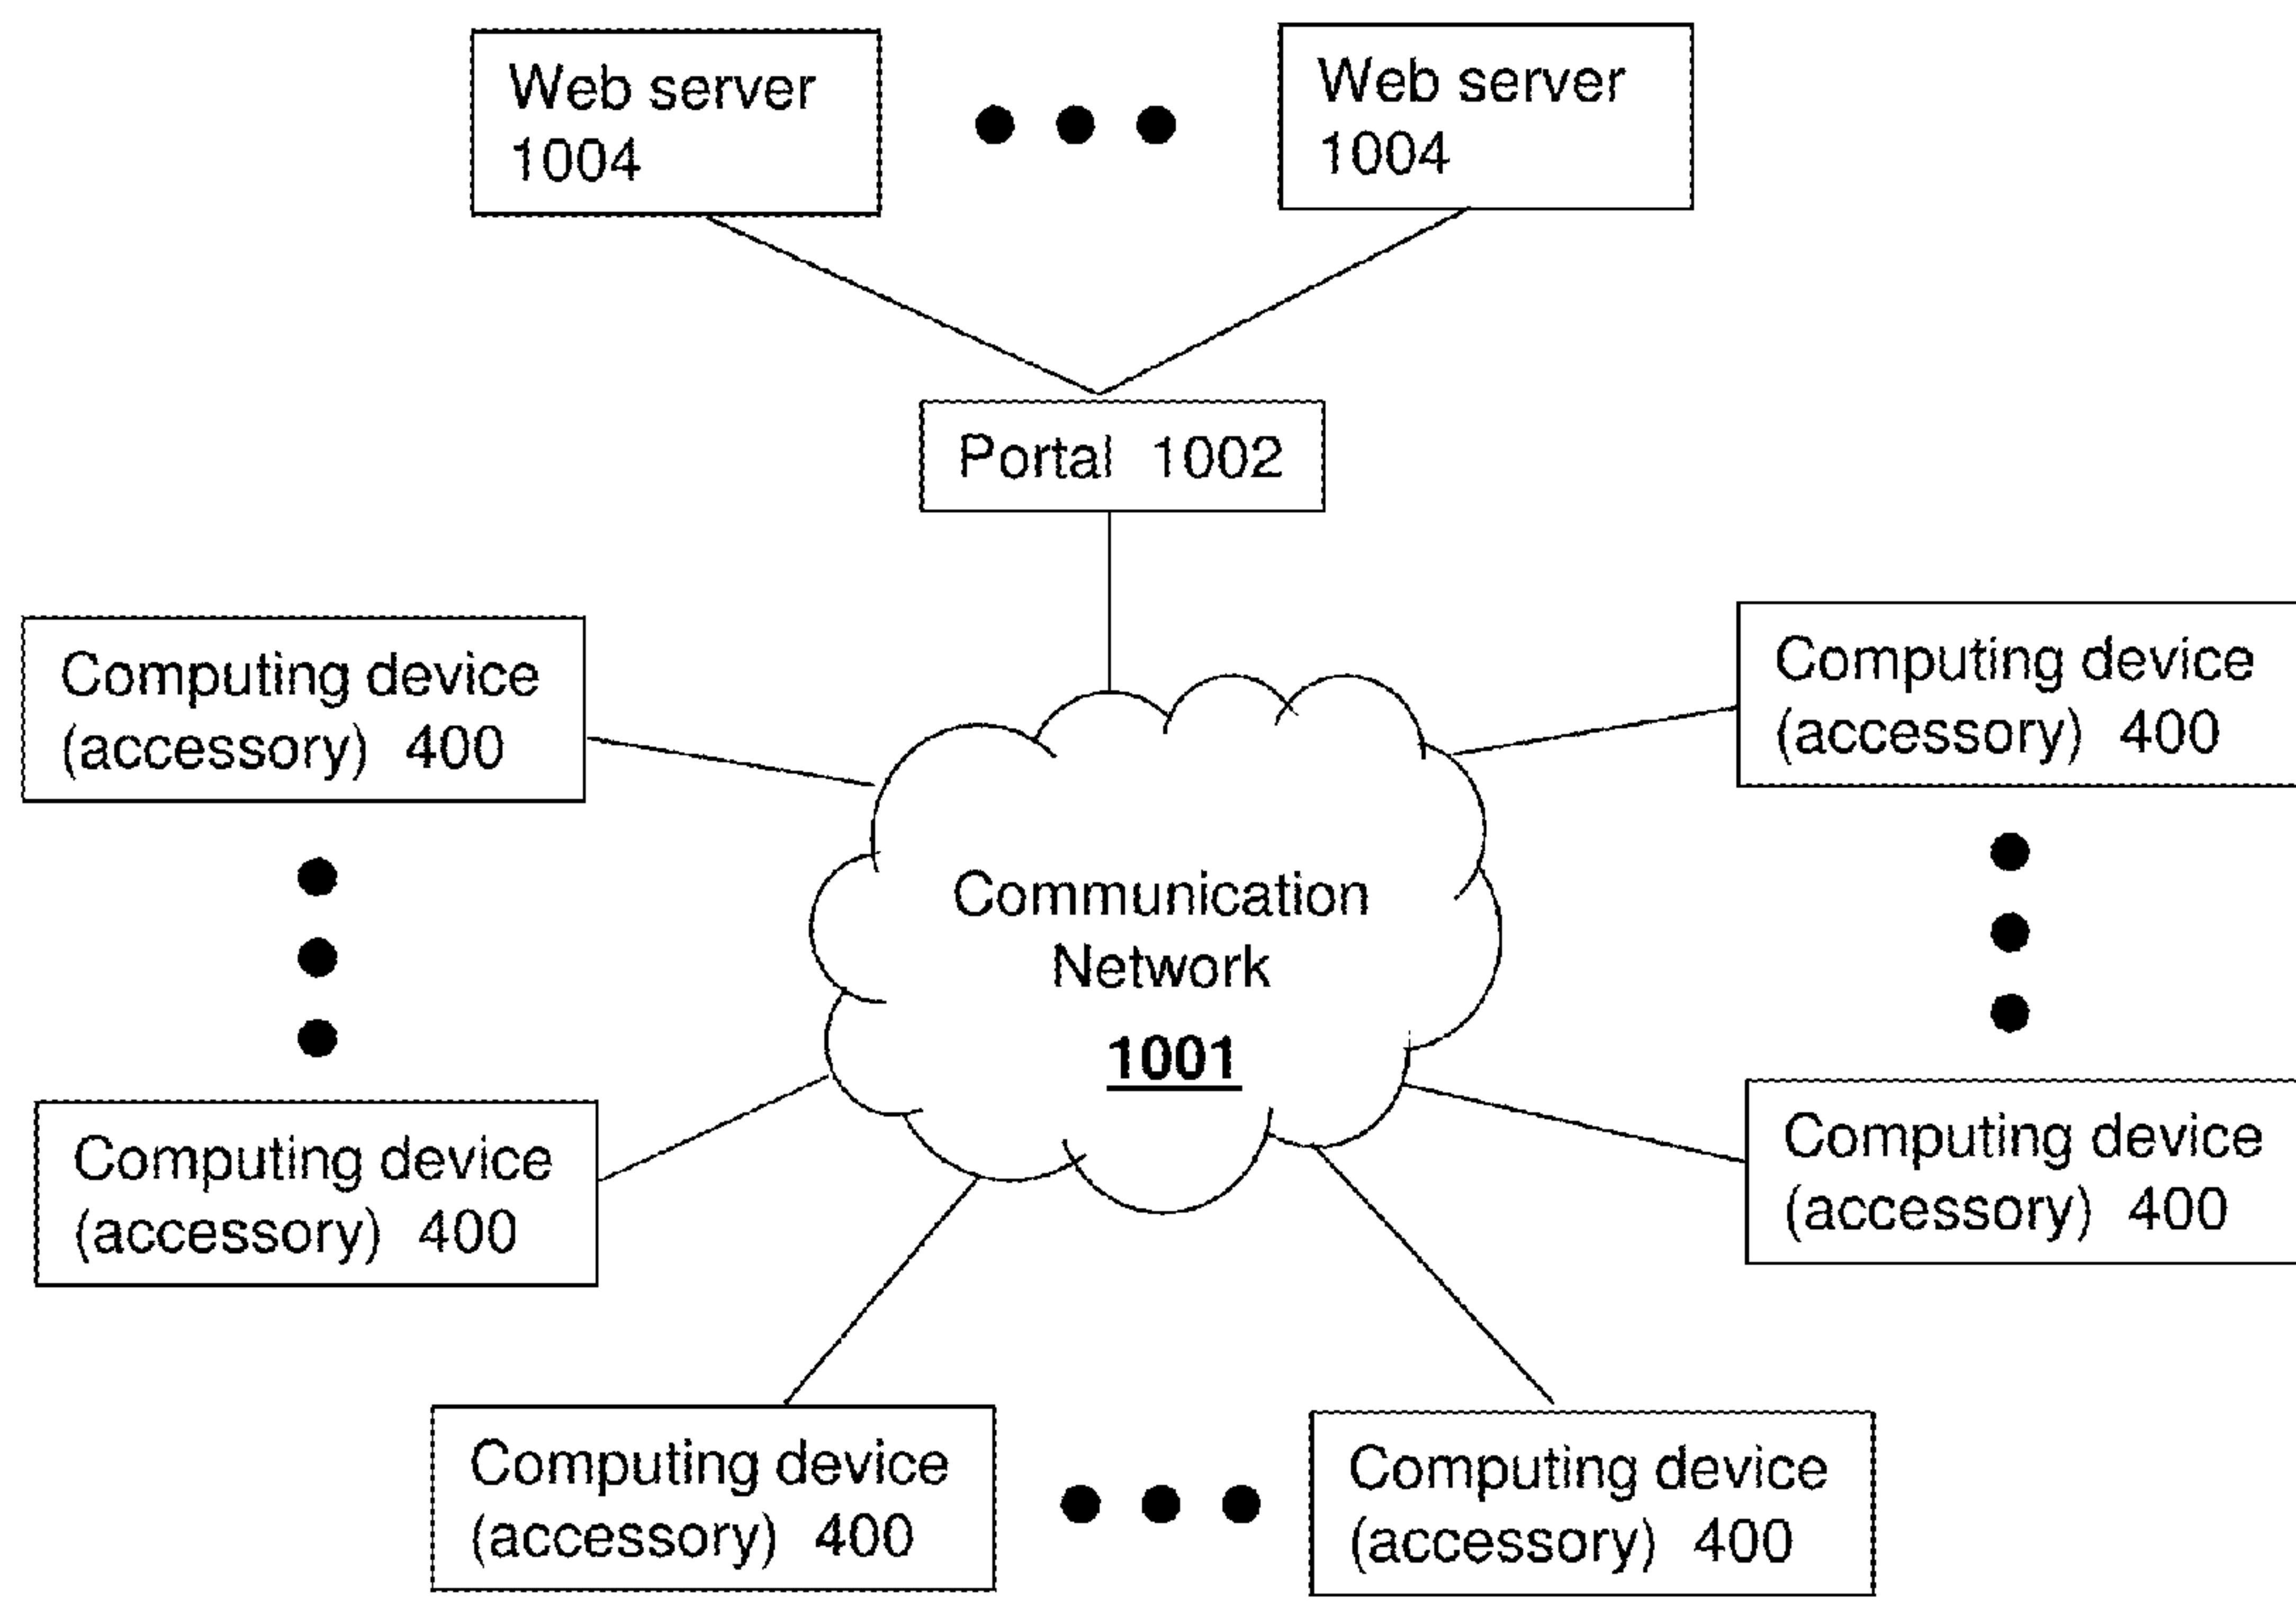 Web server
1004
Web server
1004
Portal 1002
Computing device
(accessory) 400
Computing device
(accessory) 400
Communication
Network
1001
Computing device
(accessory) 400
Computing device
(accessory) 400
Computing device
(accessory) 400
Computing device
(accessory) 400